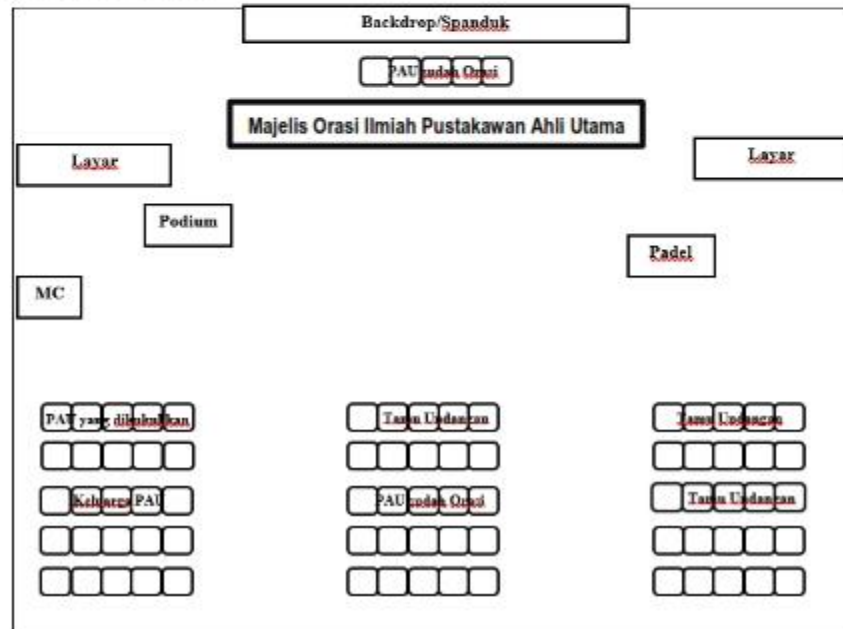 Backdrop/Spanduk
PAU sudah Orasi
Majelis Orasi Ilmiah Pustakawan Ahli Utama
Layar
Layar
Podium
Padel
MC
PAU yang dikukuhkan
Tamu Undangan
Tamu Undangan
Keluarga PAU
PAU sudah Orasi
Tamu Undangan